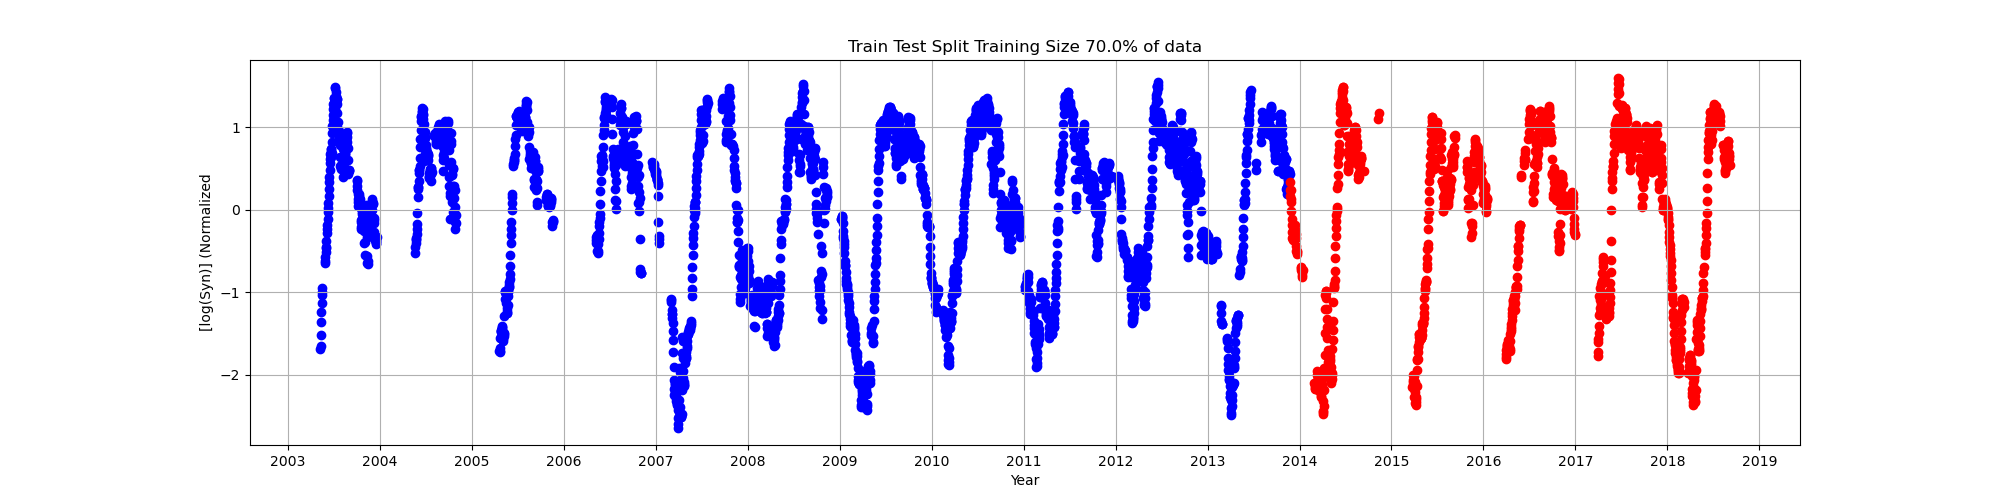 Train Test Split Training Size 70.0% of data
[log(Syn)] (Normalized
1
0
−1
−2
2003 2004 2005 2006 2007 2008 2009 2010 2011 2012 2013 2014 2015 2016 2017 2018 2019
Year